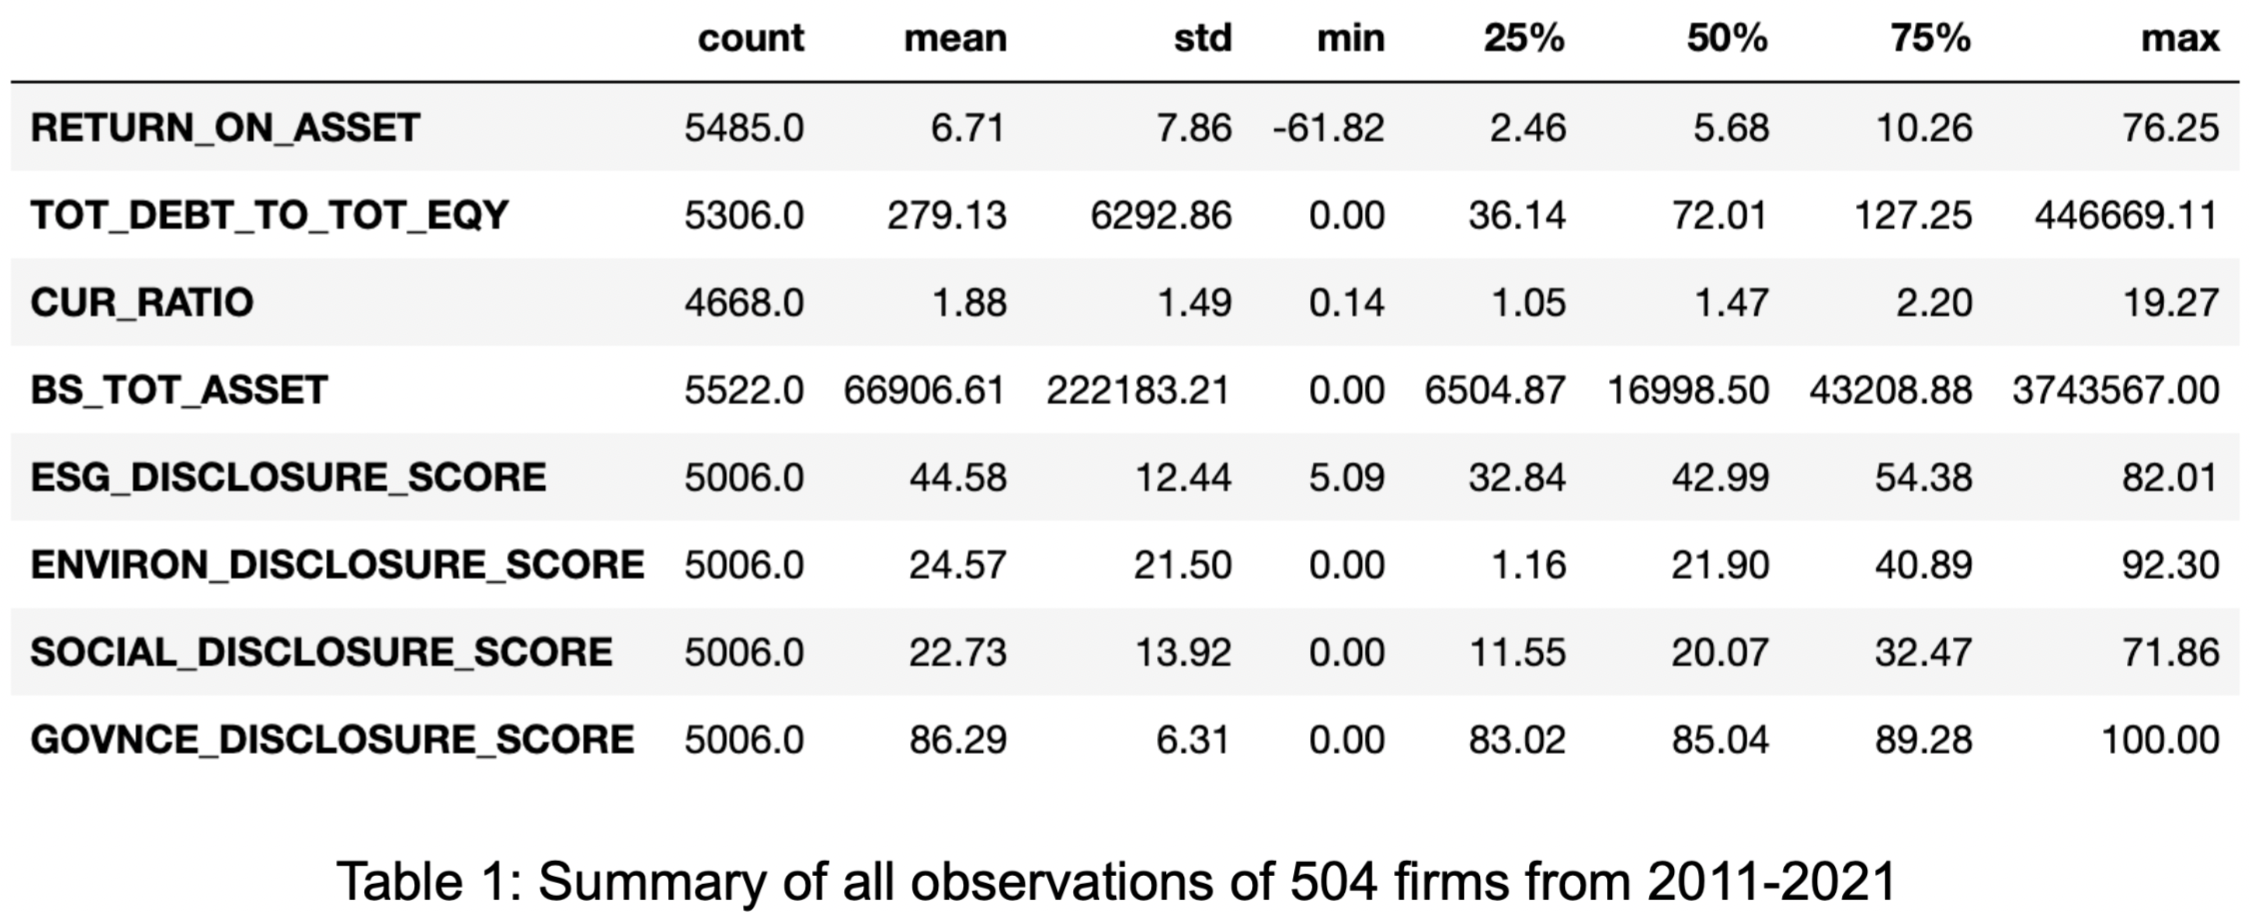 count mean std min 25% 50% 75% max
RETURN_ON_ASSET 5485.0 6.71 7.86 -61.82 2.46 5.68 10.26 76.25
TOT_DEBT_TO_TOT_EQY 5306.0 279.13 6292.86 0.00 36.14 72.01 127.25 446669.11
CUR_RATIO 4668.0 1.88 1.49 0.14 1.05 1.47 2.20 19.27
BS_TOT_ASSET 5522.0 66906.61 222183.21 0.00 6504.87 16998.50 43208.88 3743567.00
ESG_DISCLOSURE_SCORE 5006.0 44.58 12.44 5.09 32.84 42.99 54.38 82.01
ENVIRON_DISCLOSURE_SCORE 5006.0 24.57 21.50 0.00 1.16 21.90 40.89 92.30
SOCIAL_DISCLOSURE_SCORE 5006.0 22.73 13.92 0.00 11.55 20.07 32.47 71.86
GOVNCE_DISCLOSURE_SCORE 5006.0 86.29 6.31 0.00 83.02 85.04 89.28 100.00
Table 1: Summary of all observations of 504 firms from 2011-2021